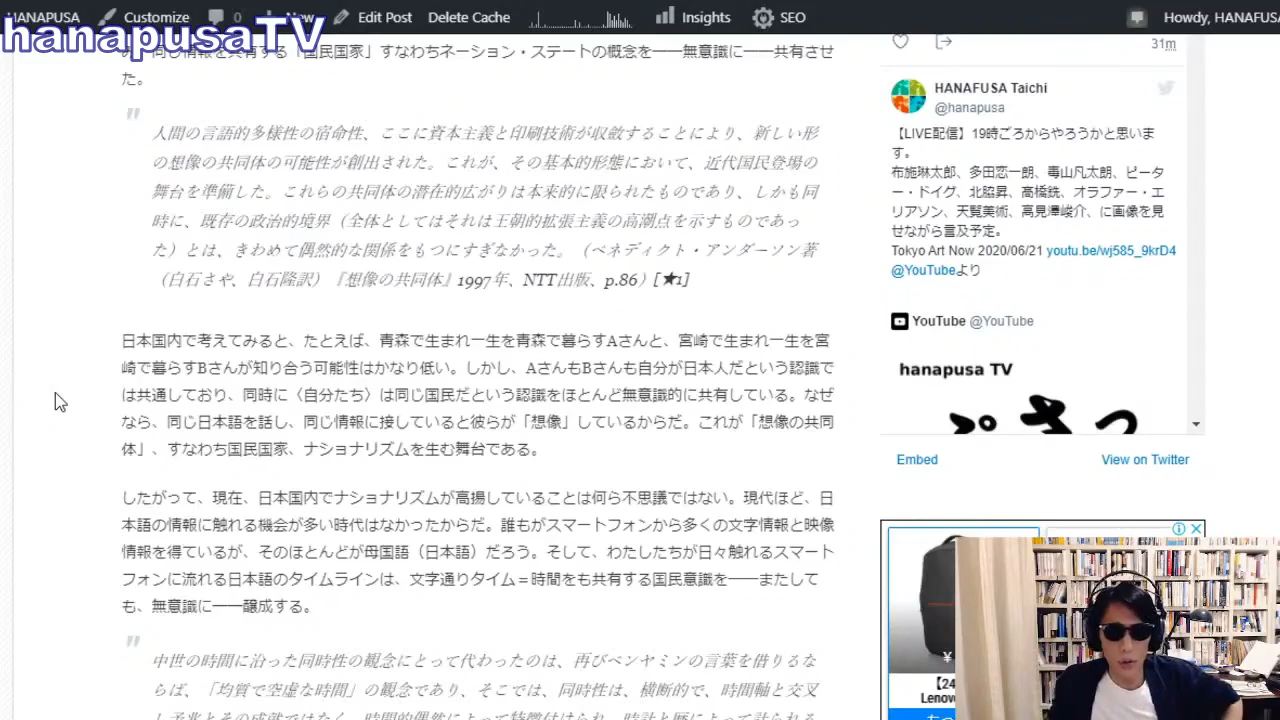 HANAPUSA
Customize
0
Edit Post
Delete Cache
Insights
SEO
Howdy, HANAFUS
hanapusaTV
同じ情報を共有する「国民国家」すなわちネーション・ステートの概念を――無意識に――共有させ
た。
人間の言語的多様性の宿命性、ここに資本主義と印刷技術が収斂することにより、新しい形
の想像の共同体の可能性が創出された。これが、その基本的形態において、近代国民登場の
舞台を準備した。これらの共同体の潜在的広がりは本来的に限られたものであり、しかも同
時に、既存の政治的境界（全体としてはそれは王朝的拡張主義の高潮点を示すものであっ
た）とは、きわめて偶然的な関係をもつにすぎなかった。（ベネディクト・アンダーソン著
（白石さや、白石隆訳）『想像の共同体』1997年、NTT出版、p.86）[★1]
日本国内で考えてみると、たとえば、青森で生まれ一生を青森で暮らすAさんと、宮崎で生まれ一生を宮
崎で暮らすBさんが知り合う可能性はかなり低い。しかし、AさんもBさんも自分が日本人だという認識で
は共通しており、同時に〈自分たち〉は同じ国民だという認識をほとんど無意識的に共有している。なぜ
なら、同じ日本語を話し、同じ情報に接していると彼らが「想像」しているからだ。これが「想像の共同
体」、すなわち国民国家、ナショナリズムを生む舞台である。
したがって、現在、日本国内でナショナリズムが高揚していることは何ら不思議ではない。現代ほど、日
本語の情報に触れる機会が多い時代はなかったからだ。誰もがスマートフォンから多くの文字情報と映像
情報を得ているが、そのほとんどが母国語（日本語）だろう。そして、わたしたちが日々触れるスマート
フォンに流れる日本語のタイムラインは、文字通りタイム＝時間をも共有する国民意識を――またして
も、無意識に――醸成する。
中世の時間に沿った同時性の観念にとって代わったのは、再びベンヤミンの言葉を借りるな
らば、「均質で空虚な時間」の観念であり、そこでは、同時性は、横断的で、時間軸と交叉
31m
HANAFUSA Taichi
@hanapusa
【LIVE配信】19時ごろからやろうかと思いま
す。
布施琳太郎、多田恋一朗、毒山凡太朗、ピータ
ー・ドイグ、北脇昇、高橋銑、オラファー・エ
リアソン、天覧美術、高見澤峻介、に画像を見
せながら言及予定。
Tokyo Art Now 2020/06/21 youtu.be/wj585_9krD4
@YouTubeより
YouTube @YouTube
hanapusa TV
ぷさっ
Embed
View on Twitter
￥
【24
Lenov